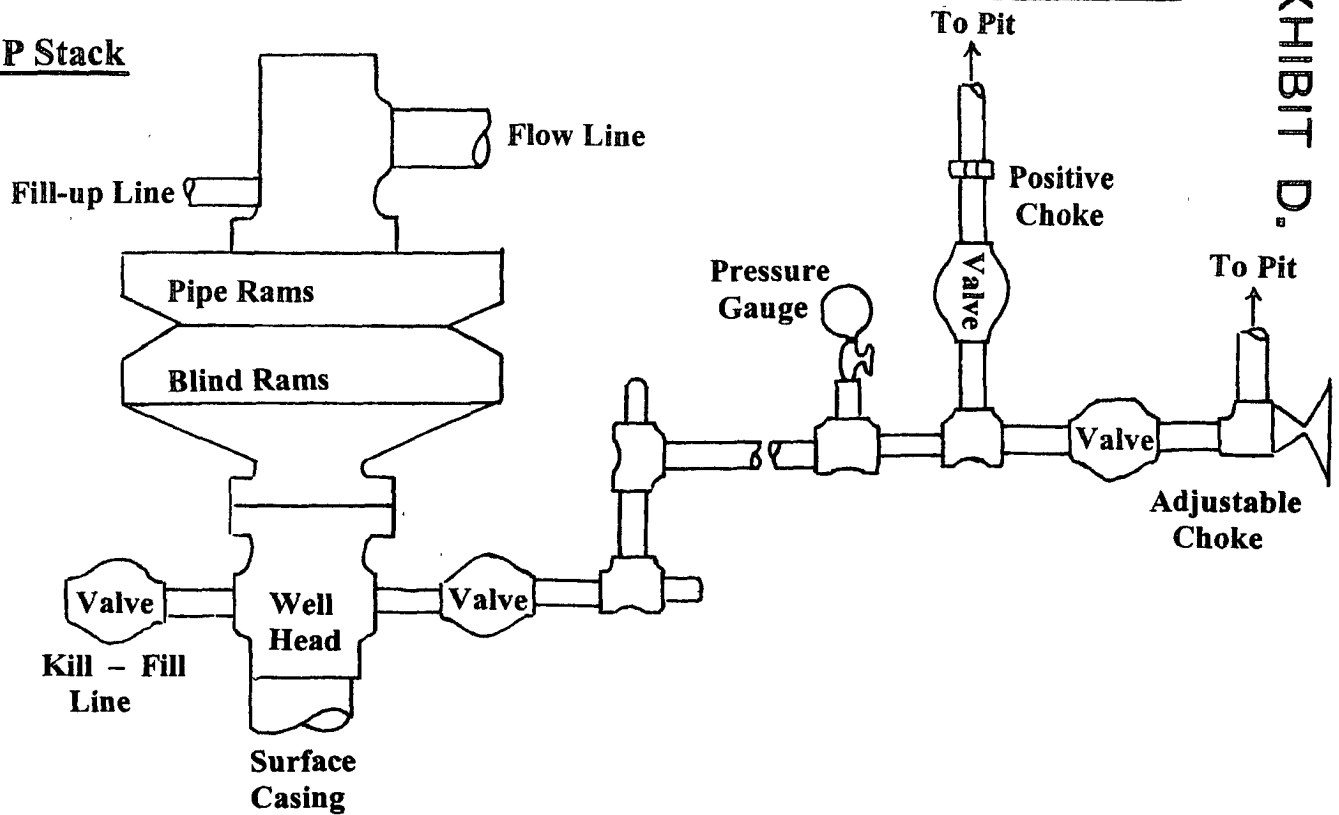 P Stack
To Pit
KHIBIT D.
Flow Line
Fill-up Line
Positive
Choke
Pipe Rams
Pressure
Gauge
Valve
To Pit
Blind Rams
Valve
Adjustable
Choke
Valve
Well
Head
Valve
Kill – Fill
Line
Surface
Casing